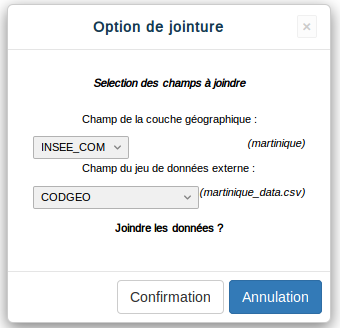 Option de jointure
×
Selection des champs à joindre
Champ de la couche géographique :
INSEE_COM
(martinique)
Champ du jeu de données externe :
CODGEO
(martinique_data.csv)
Joindre les données ?
Confirmation
Annulation